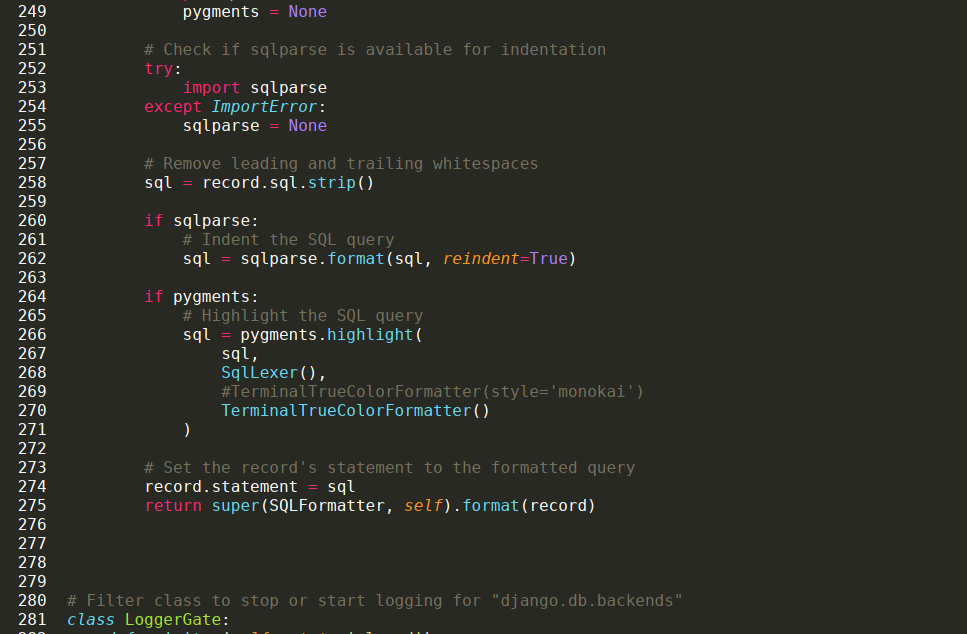 249 pygments = None
250
251 # Check if sqlparse is available for indentation
252 try:
253 import sqlparse
254 except ImportError:
255 sqlparse = None
256
257 # Remove leading and trailing whitespaces
258 sql = record.sql.strip()
259
260 if sqlparse:
261 # Indent the SQL query
262 sql = sqlparse.format(sql, reindent=True)
263
264 if pygments:
265 # Highlight the SQL query
266 sql = pygments.highlight(
267 sql,
268 SqlLexer(),
269 #TerminalTrueColorFormatter(style='monokai')
270 TerminalTrueColorFormatter()
271 )
272
273 # Set the record's statement to the formatted query
274 record.statement = sql
275 return super(SQLFormatter, self).format(record)
276
277
278
279
280 # Filter class to stop or start logging for "django.db.backends"
281 class LoggerGate: